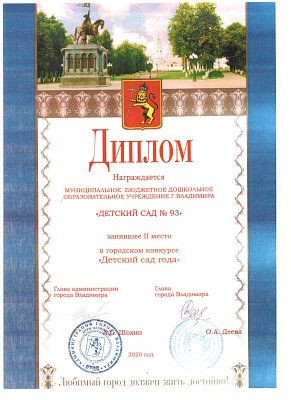 Диплом
Награждается
МУНИЦИПАЛЬНОЕ БЮДЖЕТНОЕ ДОШКОЛЬНОЕ
ОБРАЗОВАТЕЛЬНОЕ УЧРЕЖДЕНИЕ Г.ВЛАДИМИРА
«ДЕТСКИЙ САД № 93»
занявшее II место
в городском конкурсе
«Детский сад года»
Глава администрации
города Владимира
Глава
города Владимира
Шохин
О.А. Деева
2020 год
Любимый город должен жить достойно!